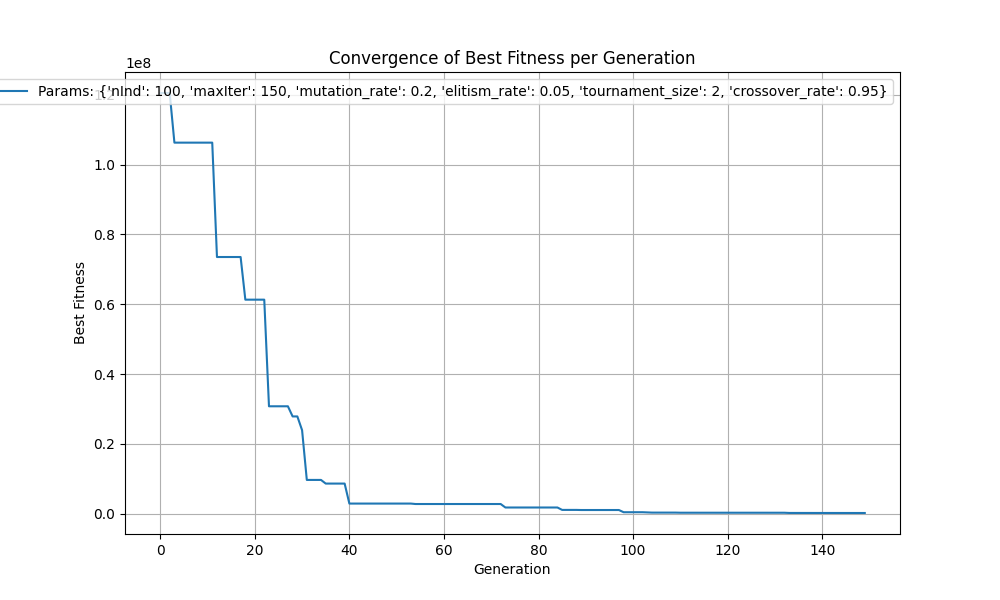 Convergence of Best Fitness per Generation
1e8
Params: {'nInd': 100, 'maxIter': 150, 'mutation_rate': 0.2, 'elitism_rate': 0.05, 'tournament_size': 2, 'crossover_rate': 0.95}
1.2
1.0
0.8
0.6
0.4
0.2
0.0
Best Fitness
0 20 40 60 80 100 120 140
Generation